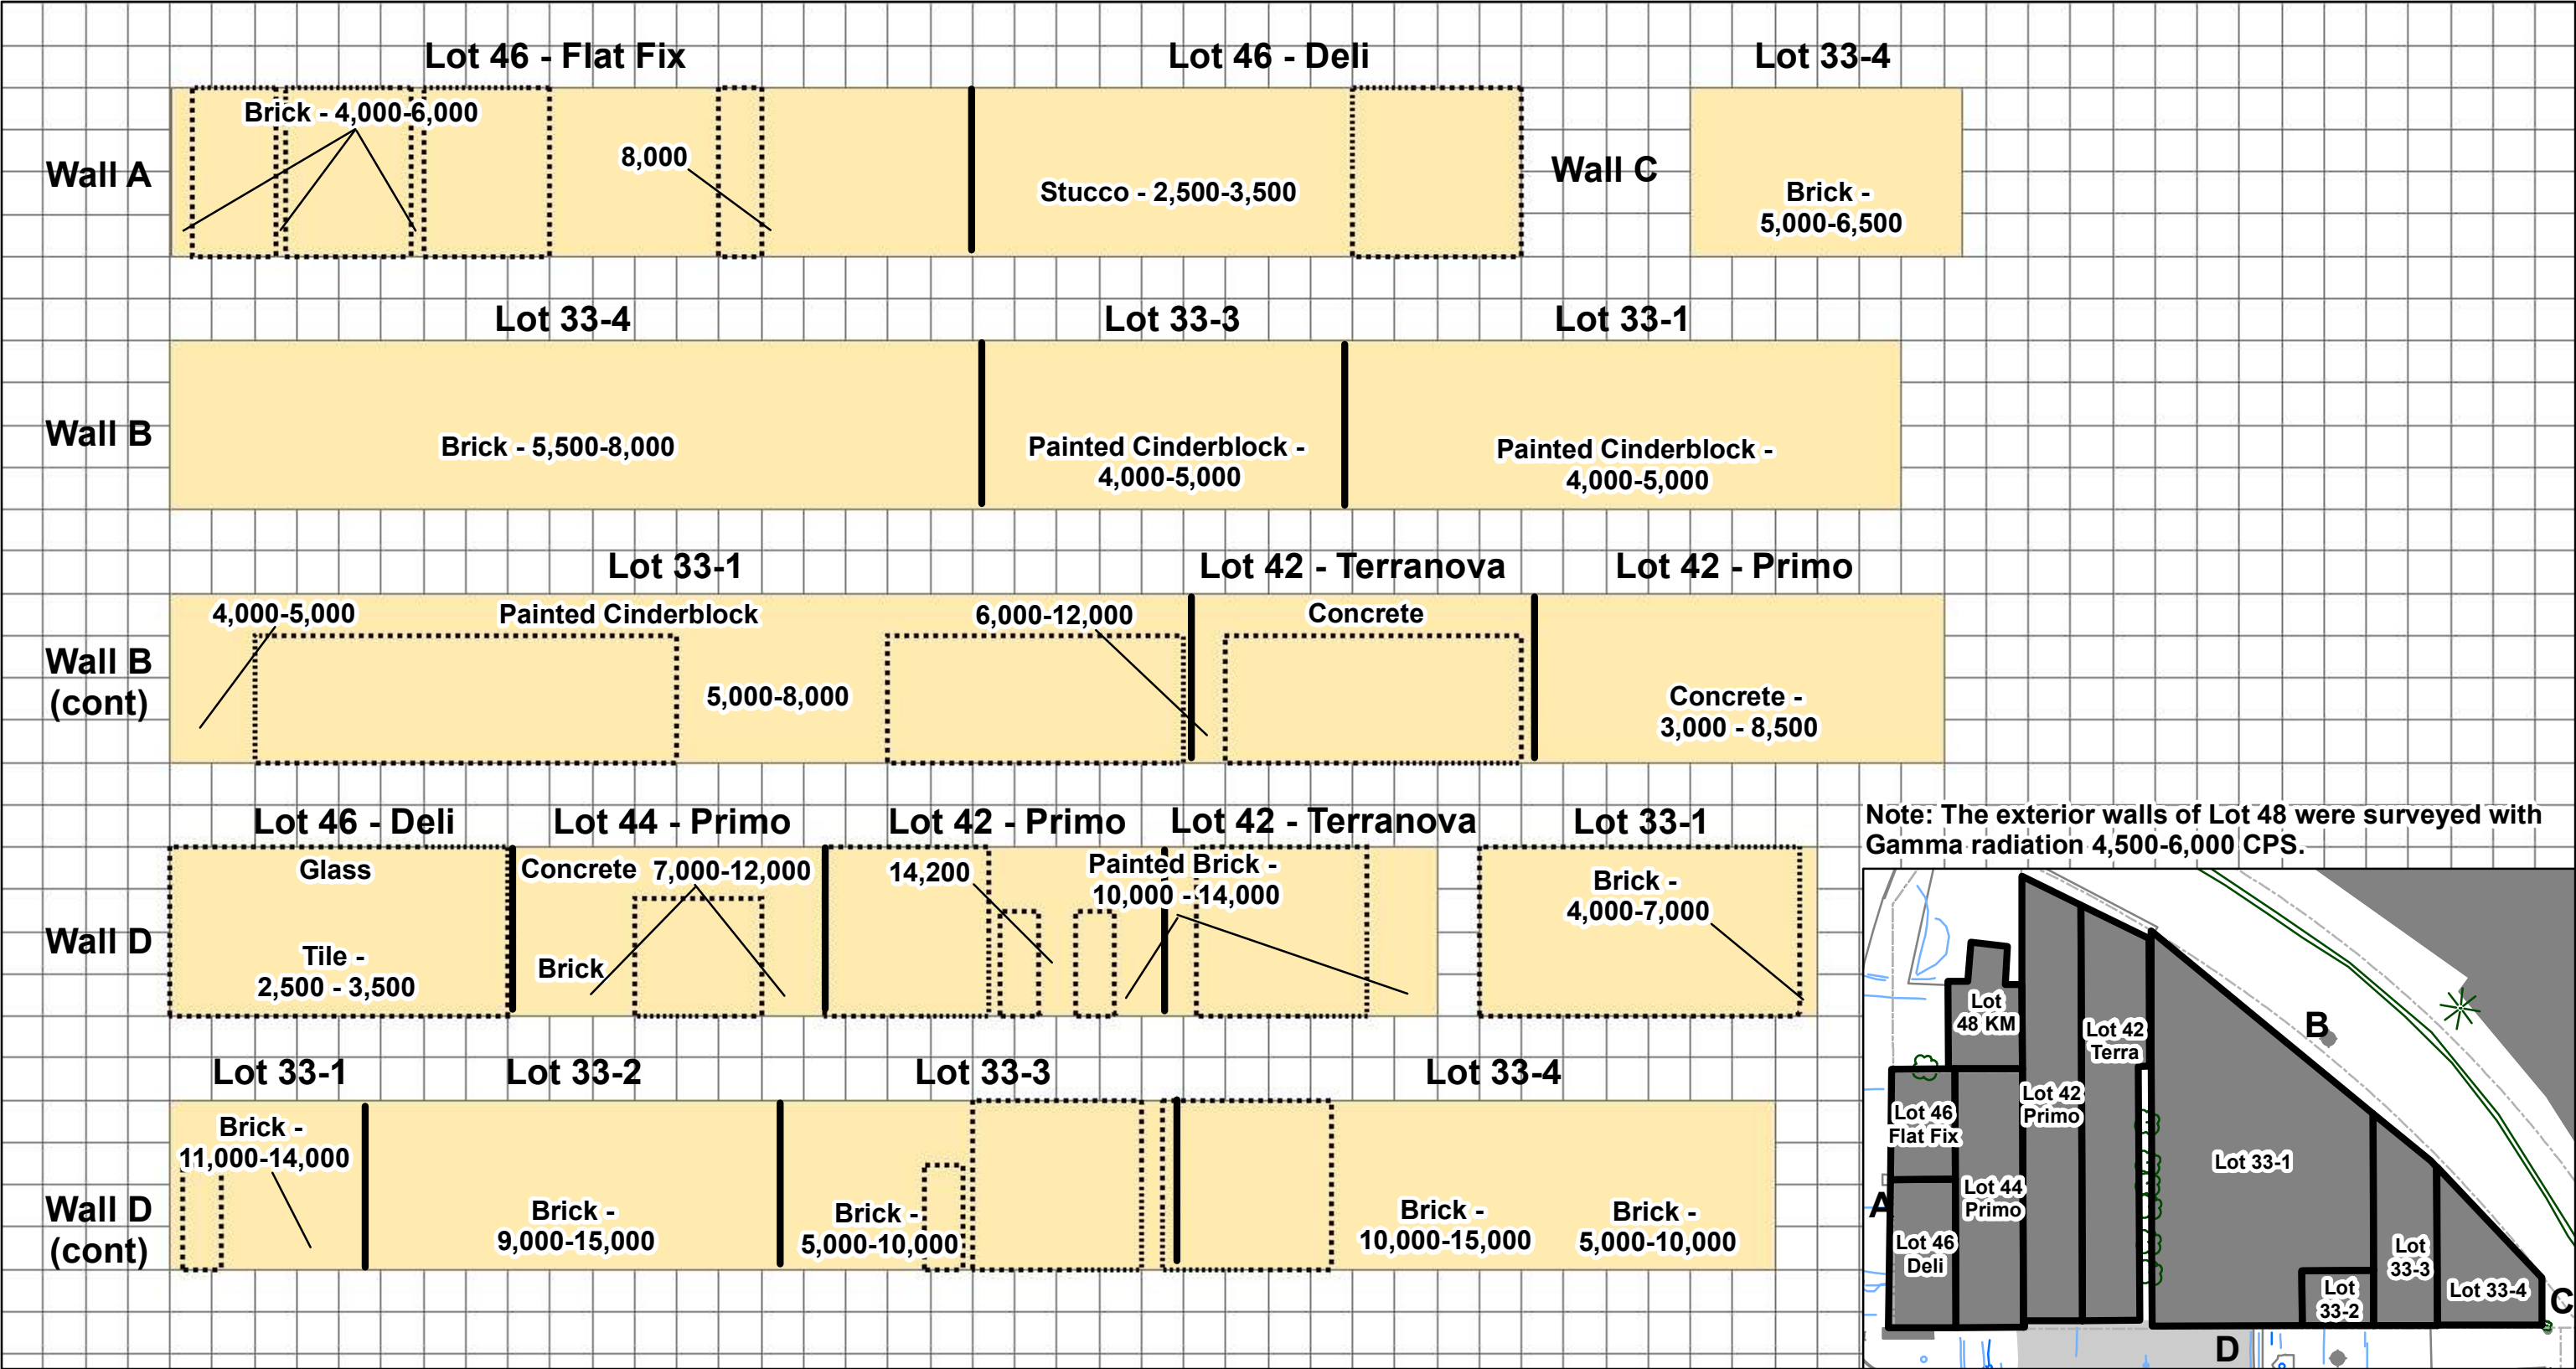 Lot 46 - Flat Fix
Lot 46 - Deli
Lot 33-4
Wall A
Brick - 4,000-6,000
8,000
Stucco - 2,500-3,500
Wall C
Brick -
5,000-6,500
Lot 33-4
Lot 33-3
Lot 33-1
Wall B
Brick - 5,500-8,000
Painted Cinderblock -
4,000-5,000
Painted Cinderblock -
4,000-5,000
Lot 33-1
Lot 42 - Terranova
Lot 42 - Primo
Wall B
(cont)
4,000-5,000
Painted Cinderblock
5,000-8,000
6,000-12,000
Concrete
Concrete -
3,000 - 8,500
Lot 46 - Deli
Lot 44 - Primo
Lot 42 - Primo
Lot 42 - Terranova
Lot 33-1
Wall D
Glass
Tile -
2,500 - 3,500
Concrete
7,000-12,000
Brick
14,200
Painted Brick -
10,000 - 14,000
Brick -
4,000-7,000
Lot 33-1
Lot 33-2
Lot 33-3
Lot 33-4
Wall D
(cont)
Brick -
11,000-14,000
Brick -
9,000-15,000
Brick -
5,000-10,000
Brick -
10,000-15,000
Brick -
5,000-10,000
Note: The exterior walls of Lot 48 were surveyed with
Gamma radiation 4,500-6,000 CPS.
Lot
48 KM
Lot 42
Terra
B
Lot 46
Flat Fix
Lot 42
Primo
Lot 33-1
A
Lot 44
Primo
Lot 46
Deli
Lot
33-3
Lot
33-2
Lot 33-4
C
D